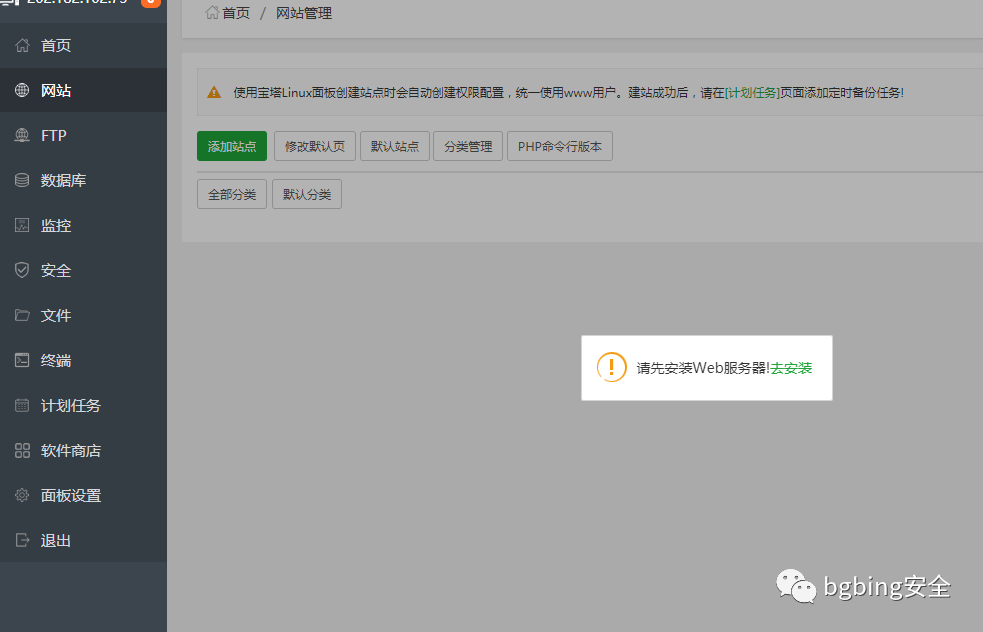 首页 / 网站管理
首页
网站
FTP
数据库
监控
安全
文件
终端
计划任务
软件商店
面板设置
退出
使用宝塔Linux面板创建站点时会自动创建权限配置，统一使用www用户。建站成功后，请在[计划任务]页面添加定时备份任务!
添加站点 修改默认页 默认站点 分类管理 PHP命令行版本
全部分类 默认分类
请先安装Web服务器!去安装
bgbing安全